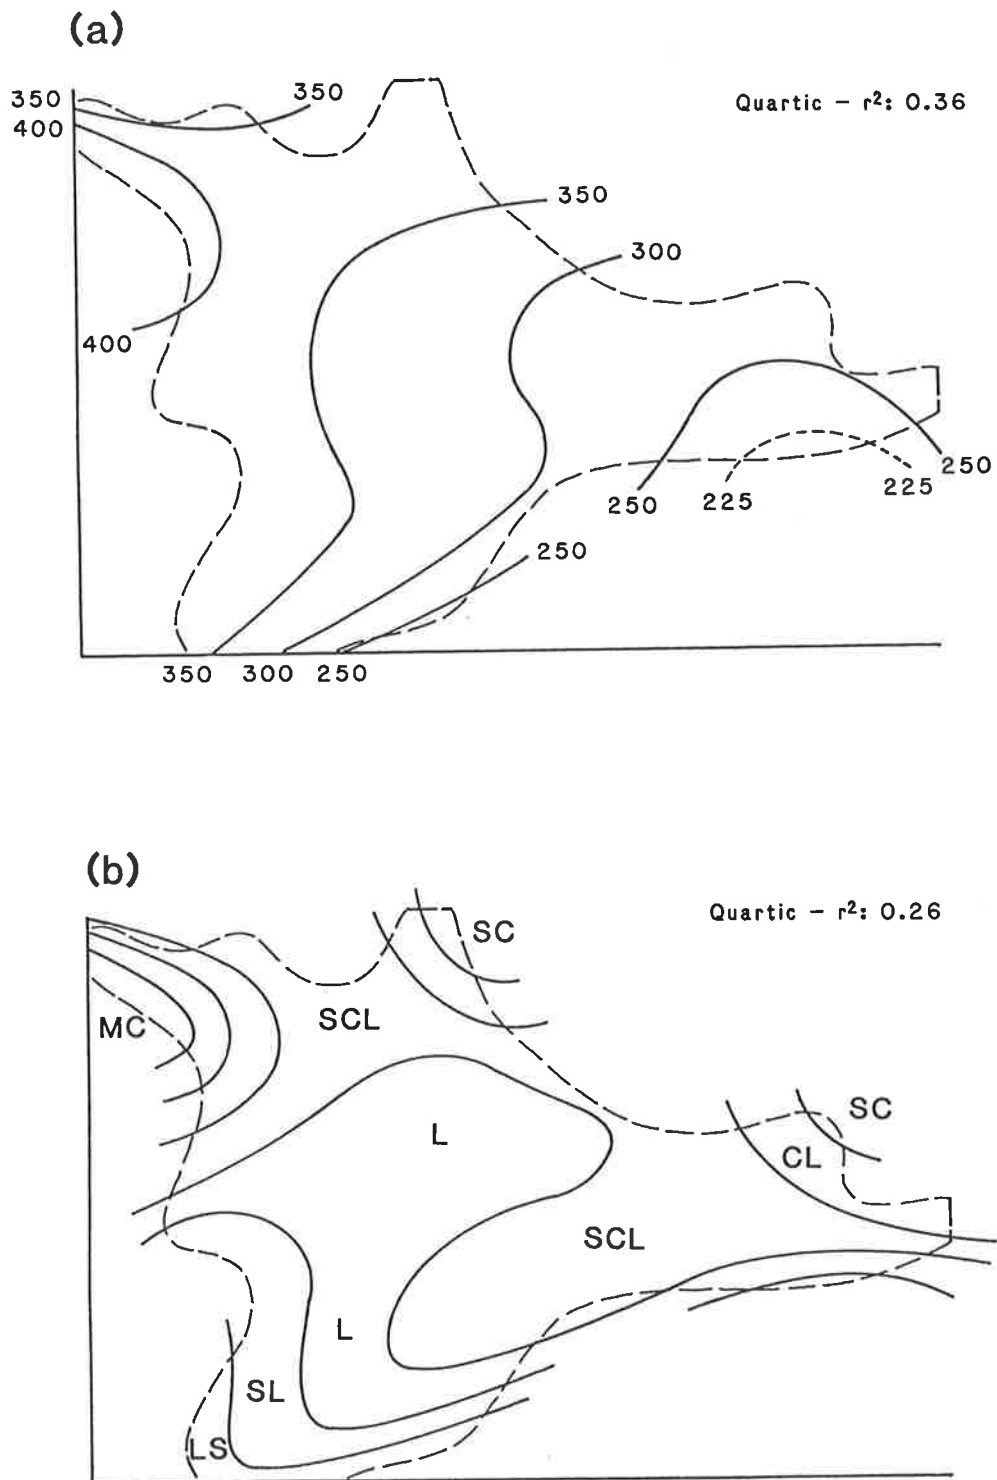 (a)
350
350
Quartic – r²: 0.36
400
350
300
400
250
250
225
225
250
350
300
250
(b)
Quartic – r²: 0.26
SC
SCL
MC
SC
L
CL
SCL
L
SL
LS